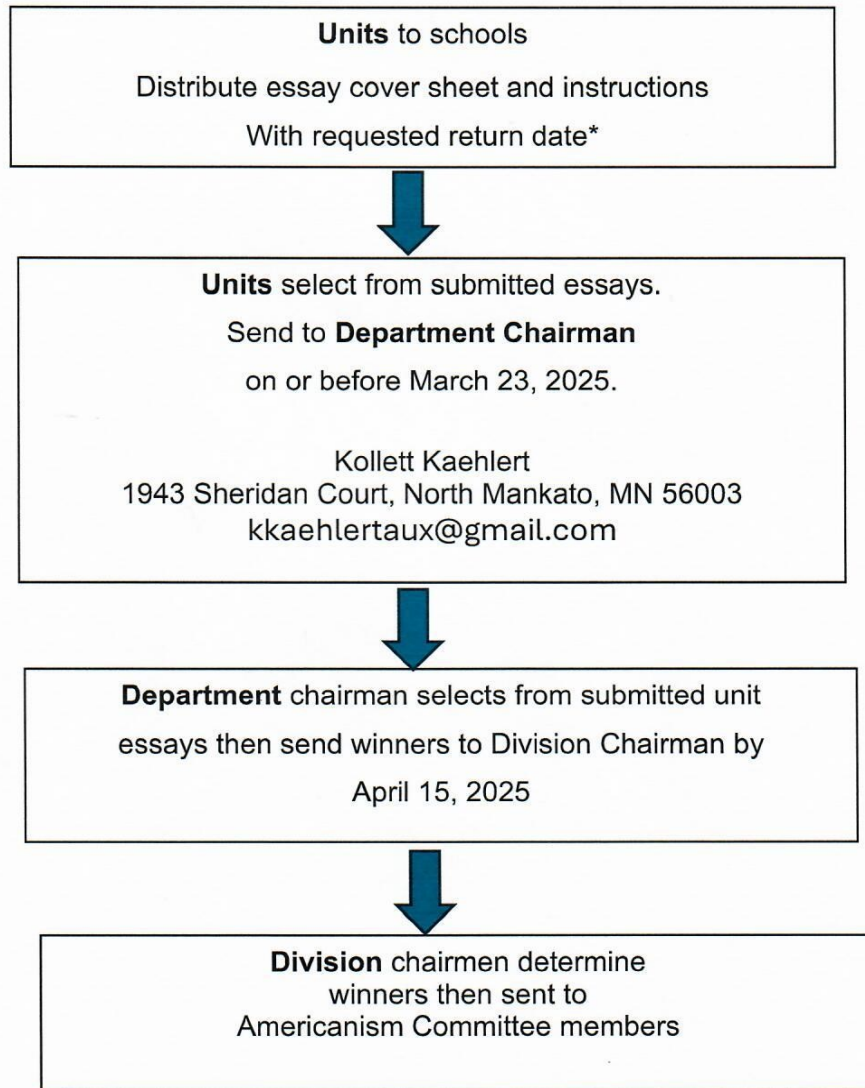 Units to schools
Distribute essay cover sheet and instructions
With requested return date*
Units select from submitted essays.
Send to Department Chairman
on or before March 23, 2025.
Kollett Kaehlert
1943 Sheridan Court, North Mankato, MN 56003
kkaehlertaux@gmail.com
Department chairman selects from submitted unit
essays then send winners to Division Chairman by
April 15, 2025
Division chairmen determine
winners then sent to
Americanism Committee members